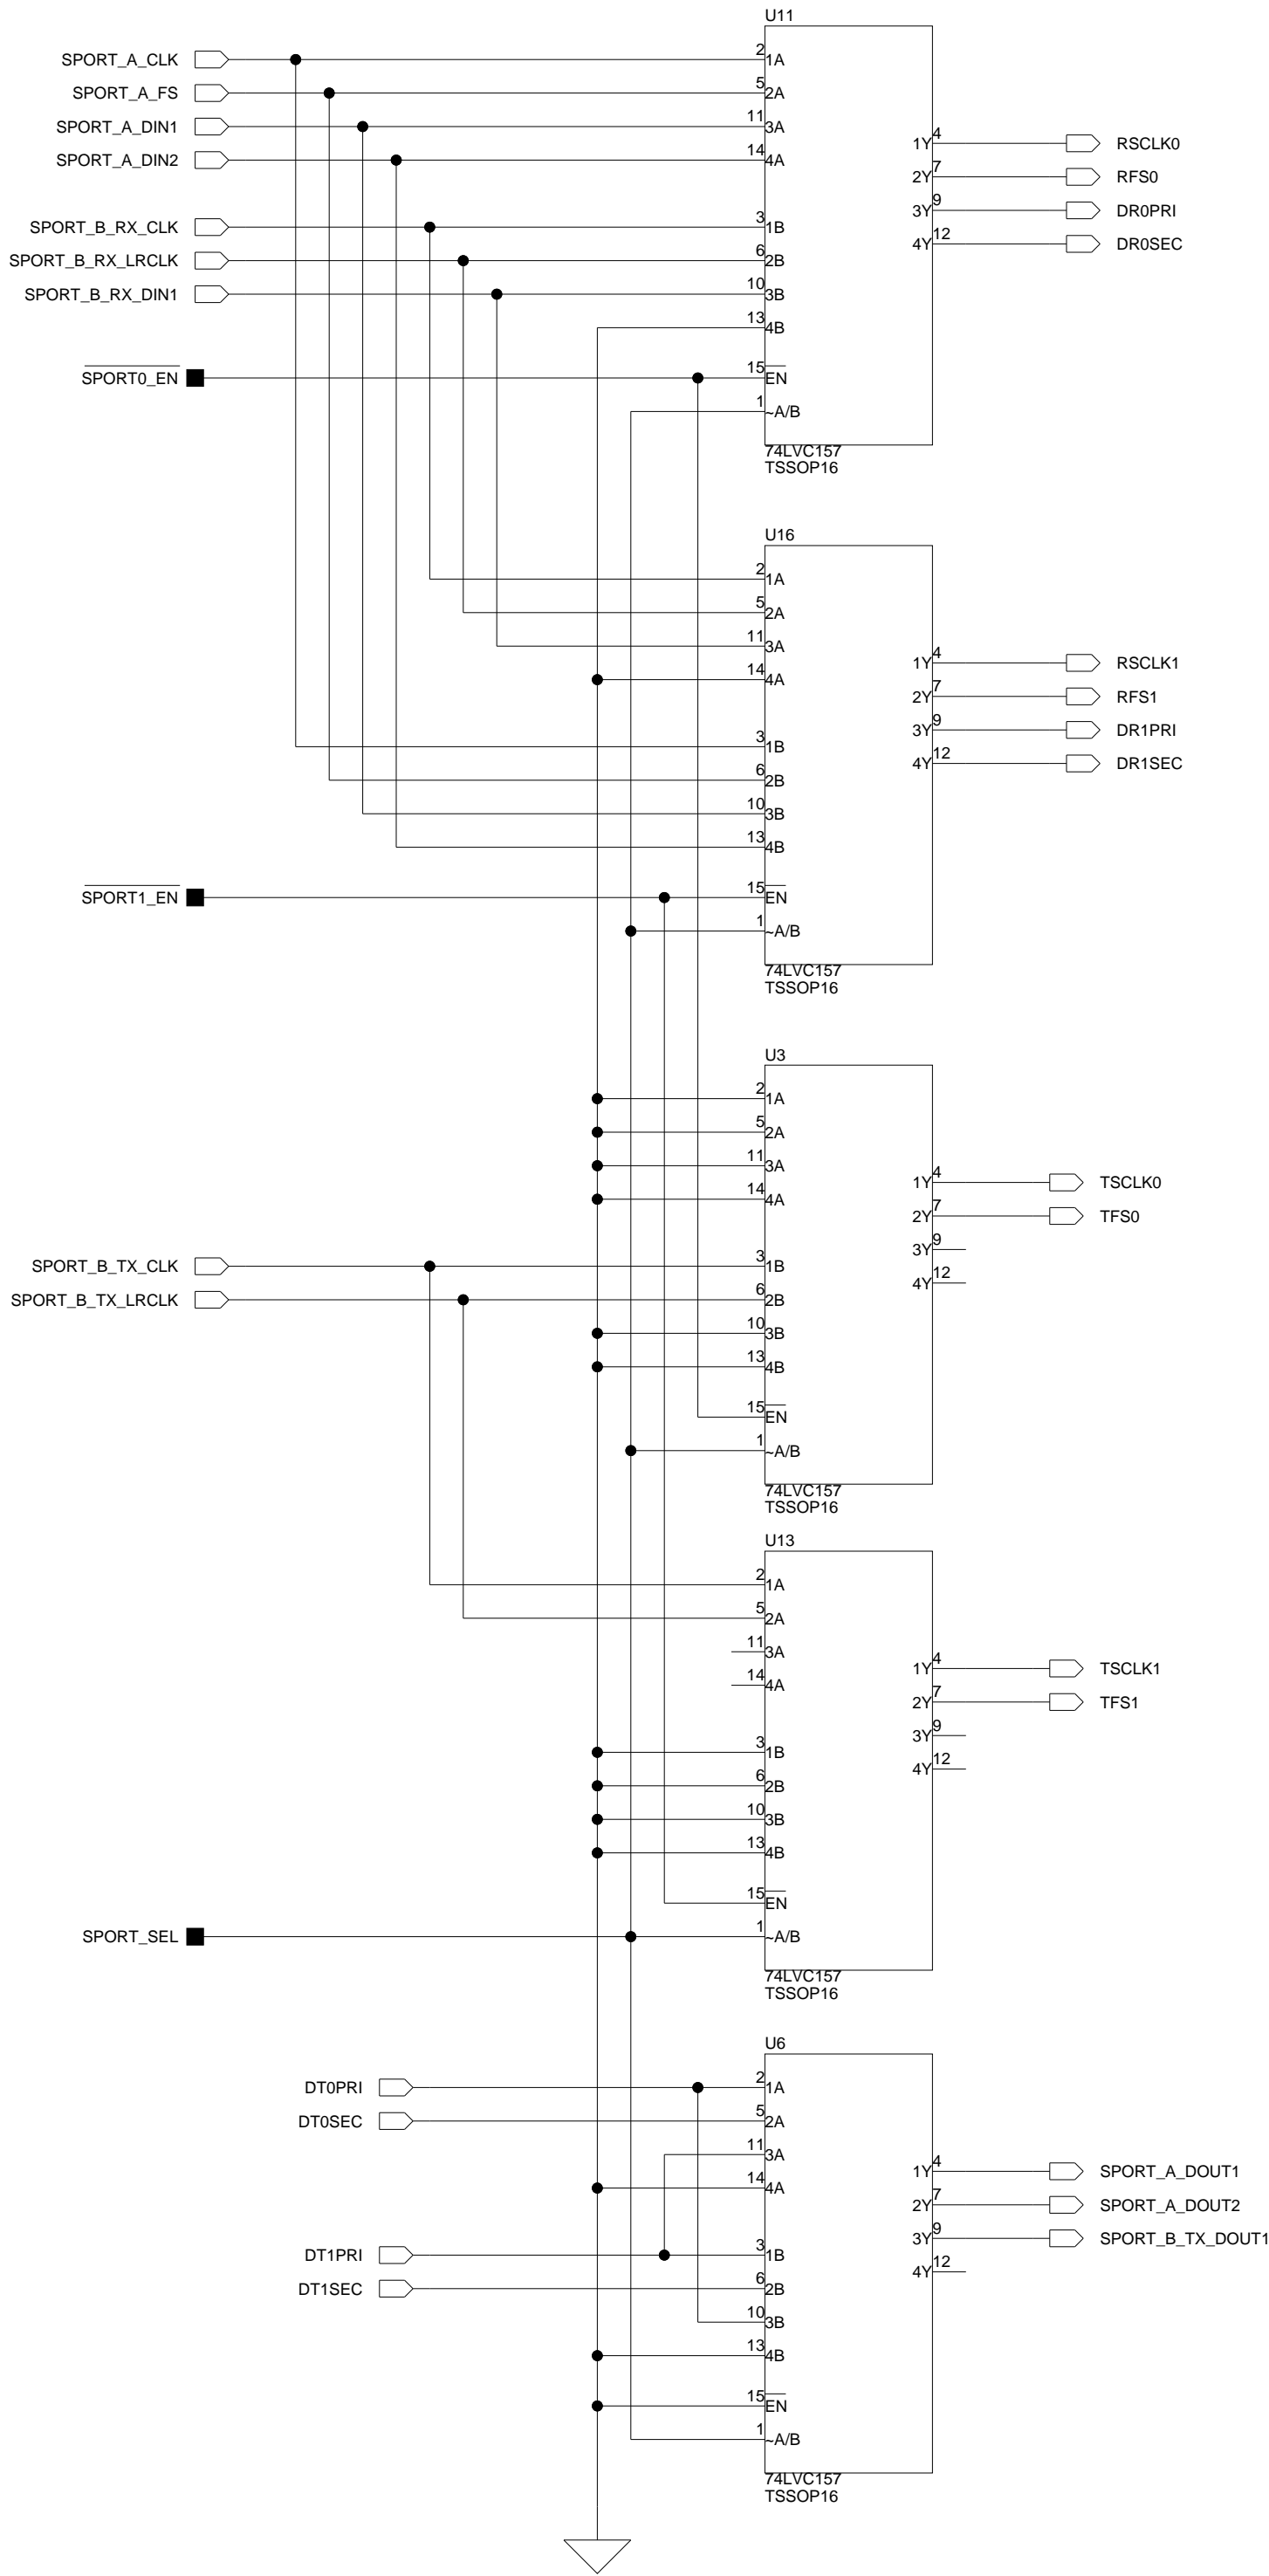 U11
SPORT_A_CLK 2 1A
SPORT_A_FS 5 2A
SPORT_A_DIN1 11 3A
1Y 4 RSCLK0
SPORT_A_DIN2 14 4A
2Y 7 RFS0
3Y 9 DR0PRI
SPORT_B_RX_CLK 3 1B
4Y 12 DR0SEC
SPORT_B_RX_LRCLK 6 2B
SPORT_B_RX_DIN1 10 3B
13 4B
SPORT0_EN 15 EN
1 ~A/B
74LVC157
TSSOP16
U16
2 1A
5 2A
11 3A
1Y 4 RSCLK1
14 4A
2Y 7 RFS1
3Y 9 DR1PRI
3 1B
4Y 12 DR1SEC
6 2B
10 3B
13 4B
SPORT1_EN 15 EN
1 ~A/B
74LVC157
TSSOP16
U3
2 1A
5 2A
11 3A
1Y 4 TSCLK0
14 4A
2Y 7 TFS0
3Y 9
SPORT_B_TX_CLK 3 1B
4Y 12
SPORT_B_TX_LRCLK 6 2B
10 3B
13 4B
15 EN
1 ~A/B
74LVC157
TSSOP16
U13
2 1A
5 2A
11 3A
1Y 4 TSCLK1
14 4A
2Y 7 TFS1
3Y 9
3 1B
4Y 12
6 2B
10 3B
13 4B
15 EN
SPORT_SEL 1 ~A/B
74LVC157
TSSOP16
U6
DT0PRI 2 1A
DT0SEC 5 2A
11 3A
1Y 4 SPORT_A_DOUT1
14 4A
2Y 7 SPORT_A_DOUT2
3Y 9 SPORT_B_TX_DOUT1
DT1PRI 3 1B
4Y 12
DT1SEC 6 2B
10 3B
13 4B
15 EN
1 ~A/B
74LVC157
TSSOP16